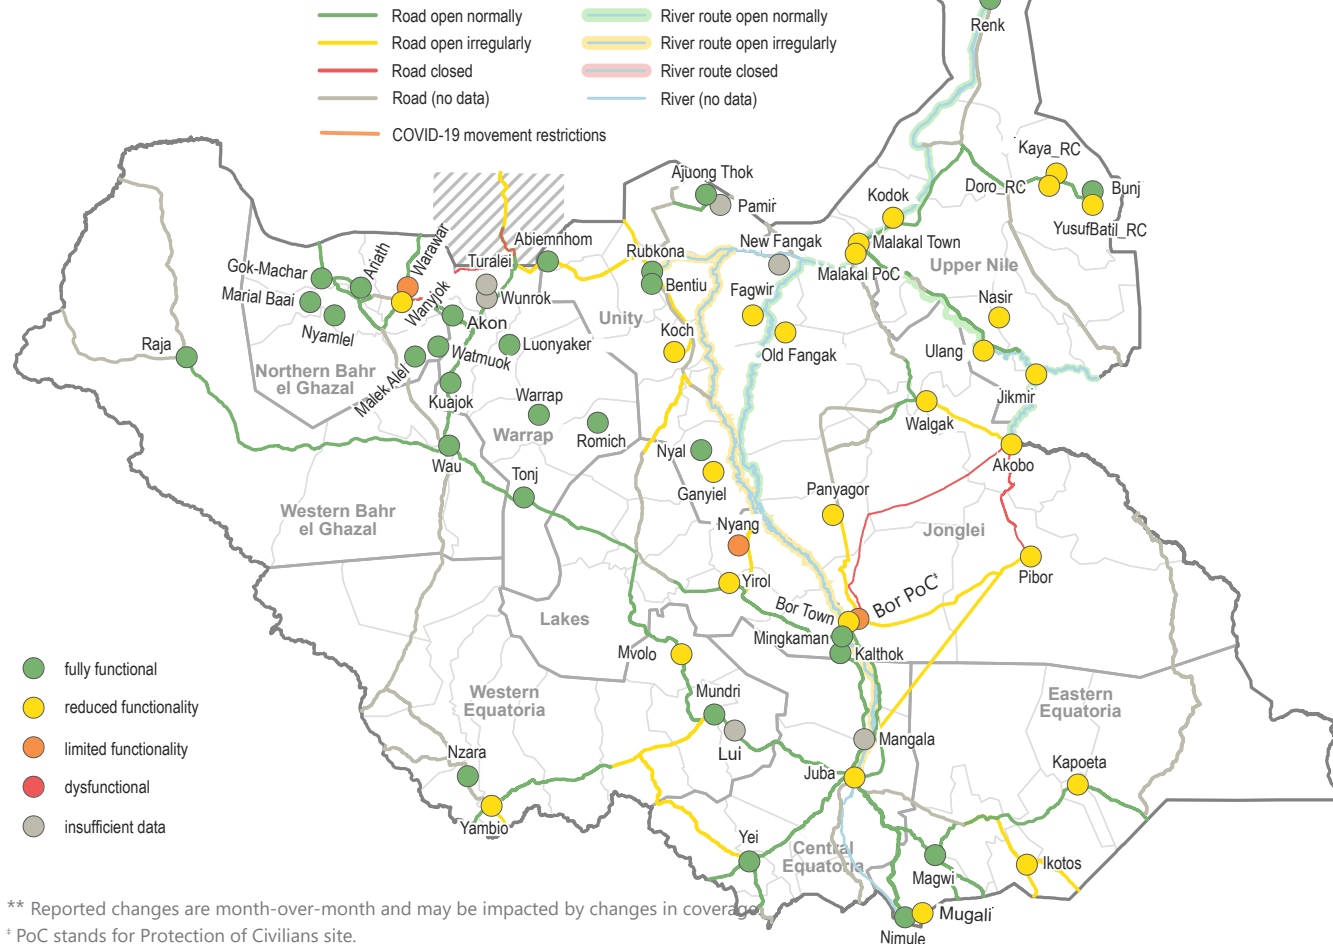 Road open normally
Road open irregularly
Road closed
Road (no data)
COVID-19 movement restrictions
River route open normally
River route open irregularly
River route closed
River (no data)
Renk
Kaya_RC
Doro_RC
Bunj
YusufBatil_RC
Kodok
Ajuong Thok
Pamir
Malakal Town
Malakal PoC
Upper Nile
New Fangak
Rubkona
Bentiu
Abiemnhom
Turalei
Wunrok
Warawar
Ariath
Gok-Machar
Marial Baai
Nyamlel
Wanyjok
Akon
Luonyaker
Unity
Fagwir
Old Fangak
Koch
Nasir
Ulang
Jikmir
Raja
Northern Bahr
el Ghazal
Malek Alel
Watmuok
Kuajok
Warrap
Warrap
Romich
Walgak
Akobo
Wau
Tonj
Nyal
Ganyiel
Panyagor
Western Bahr
el Ghazal
Nyang
Jonglei
Pibor
Yirol
Bor Town
Bor PoC‡
Lakes
Mingkaman
Kalthok
Mvolo
Western
Equatoria
Mundri
Lui
Mangala
Eastern
Equatoria
Kapoeta
Nzara
Yambio
Juba
Yei
Central
Equatoria
Magwi
Ikotos
Mugali
Nimule
fully functional
reduced functionality
limited functionality
dysfunctional
insufficient data
** Reported changes are month-over-month and may be impacted by changes in coverage
‡ PoC stands for Protection of Civilians site.